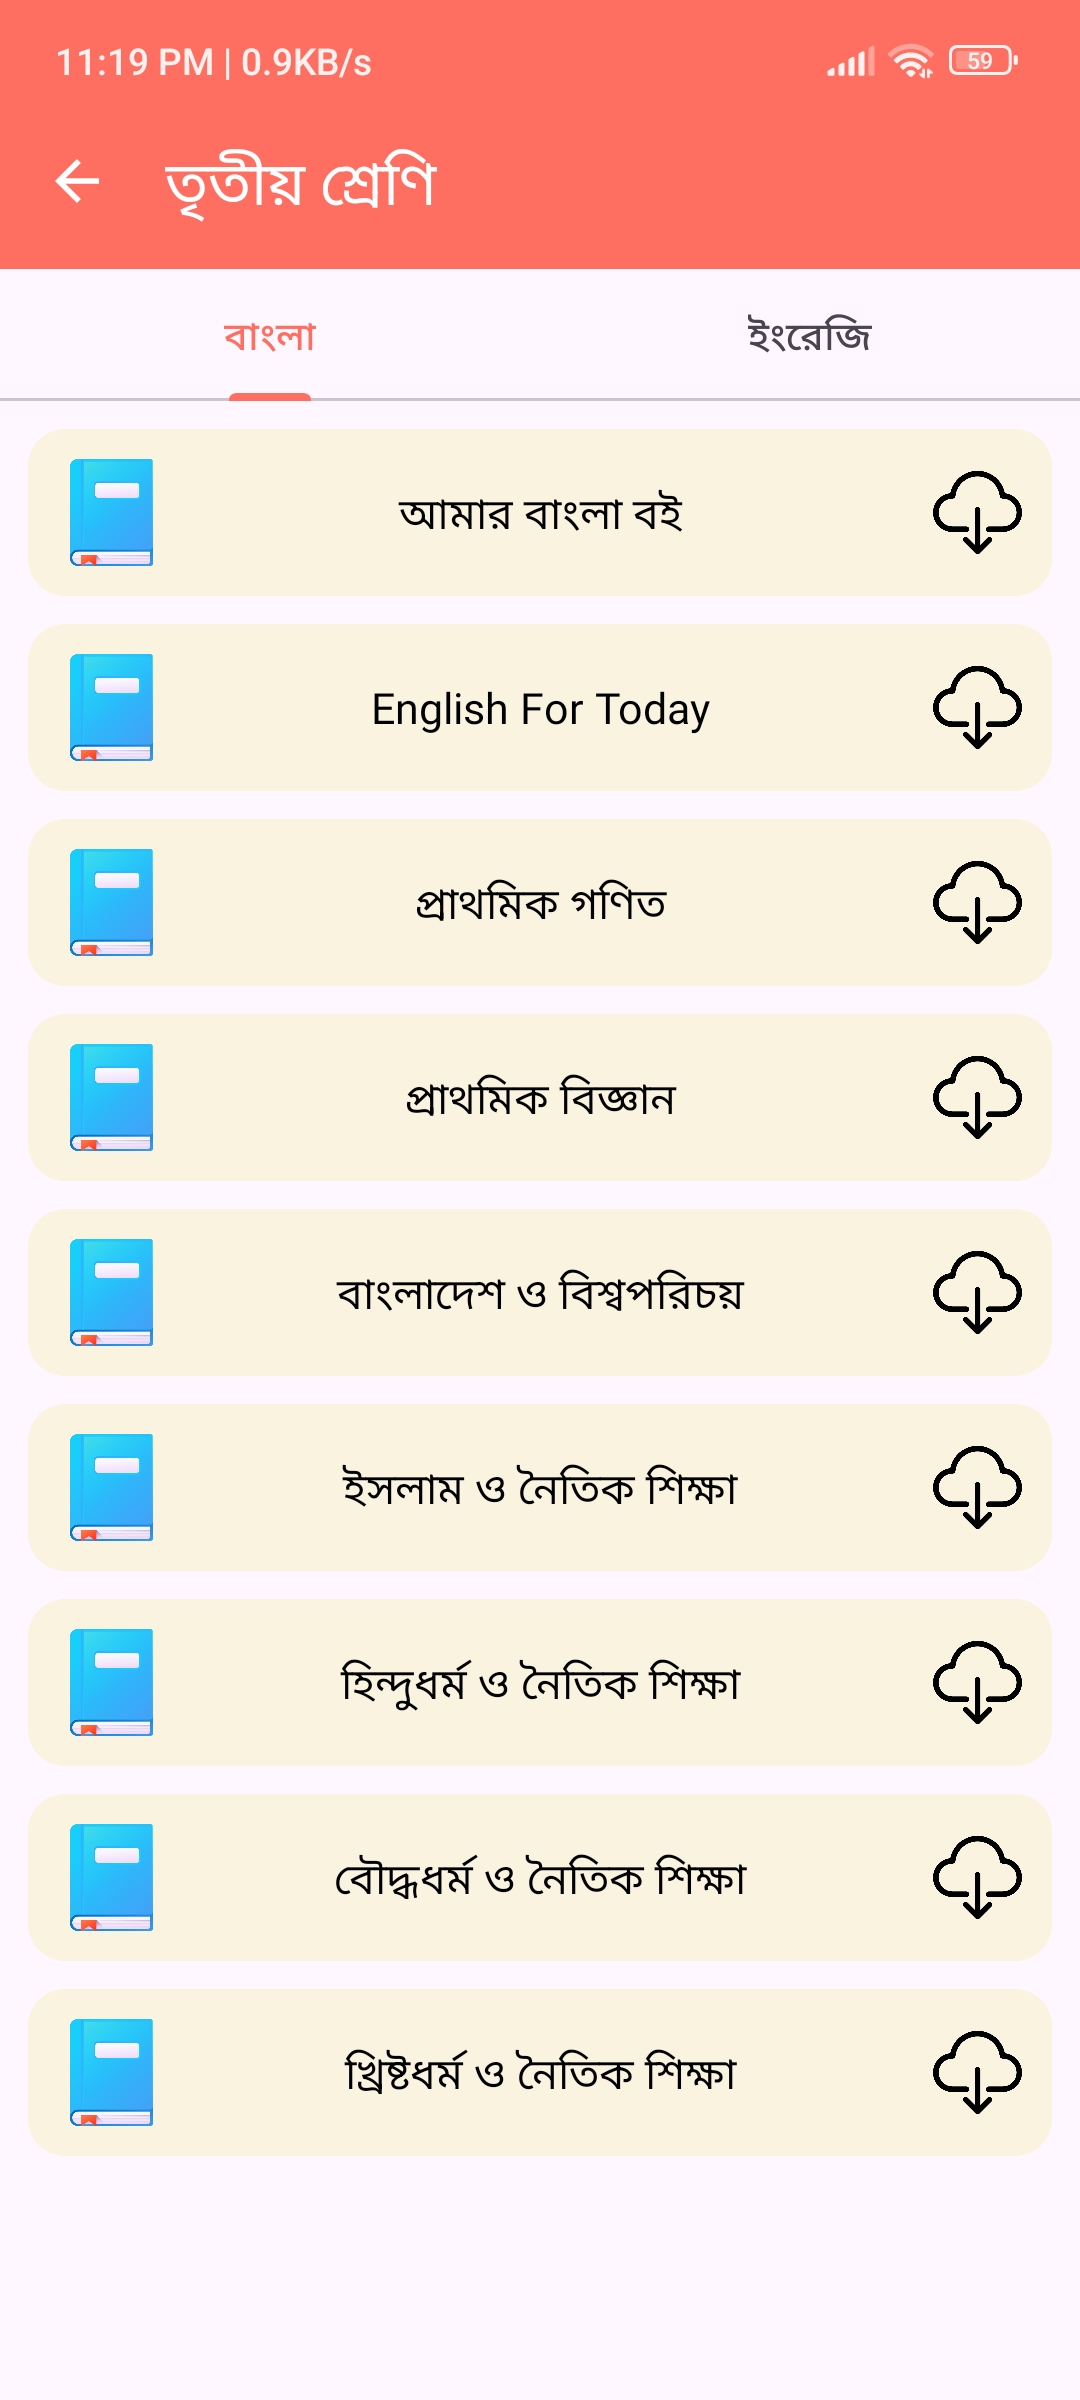 11:19 PM | 0.9KB/s 59
তৃতীয় শ্রেণি
বাংলা ইংরেজি
আমার বাংলা বই
English For Today
প্রাথমিক গণিত
প্রাথমিক বিজ্ঞান
বাংলাদেশ ও বিশ্বপরিচয়
ইসলাম ও নৈতিক শিক্ষা
হিন্দুধর্ম ও নৈতিক শিক্ষা
বৌদ্ধধর্ম ও নৈতিক শিক্ষা
খ্রিষ্টধর্ম ও নৈতিক শিক্ষা